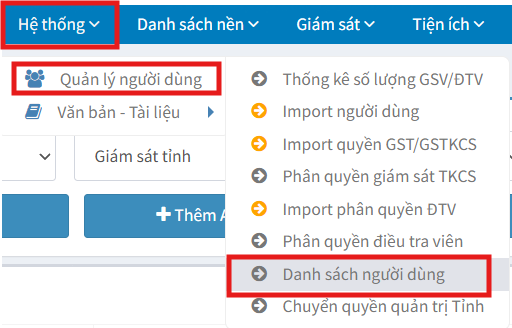 Hệ thống Danh sách nền Giám sát Tiện ích
Quản lý người dùng
Văn bản - Tài liệu
Thống kê số lượng GSV/ĐTV
Import người dùng
Import quyền GST/GSTKCS
Phân quyền giám sát TKCS
Import phân quyền ĐTV
Phân quyền điều tra viên
Danh sách người dùng
Chuyển quyền quản trị Tỉnh
Giám sát tỉnh
Thêm